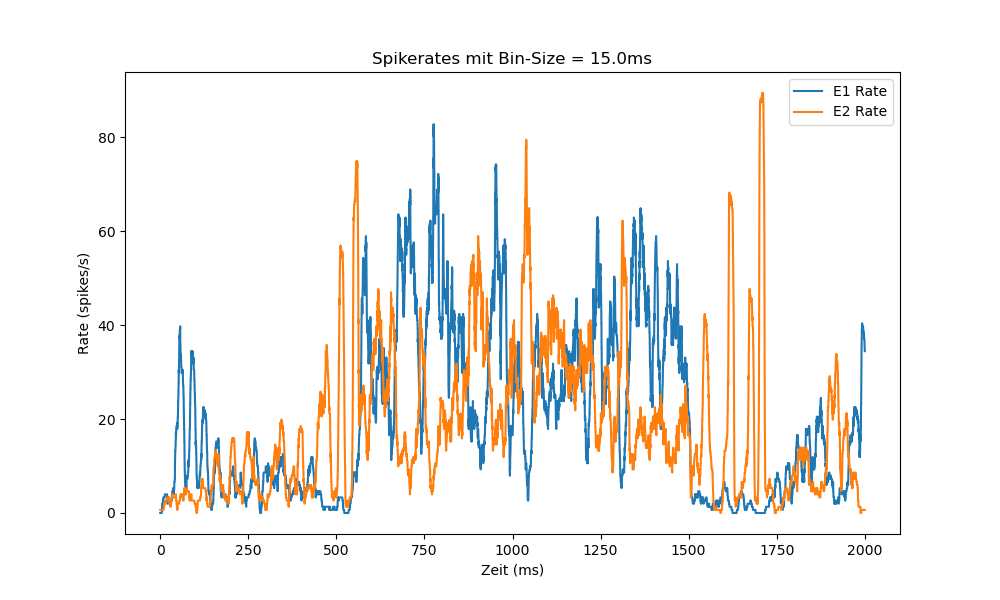 Spikerates mit Bin-Size = 15.0ms
E1 Rate
E2 Rate
Rate (spikes/s)
80
60
40
20
0
0 250 500 750 1000 1250 1500 1750 2000
Zeit (ms)